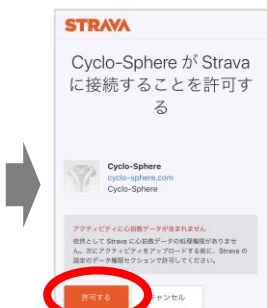 STRAVA
Cyclo-Sphere が Strava
に接続することを許可す
る
Cyclo-Sphere
cyclo-sphere.com
Cyclo-Sphere
アクティビティに心拍数データが含まれません
依然として Strava に心拍数データの処理権限がありませ
ん。次にアクティビティをアップロードする前に、Strava の
設定のデータ権限セクションで許可してください。
許可する
キャンセル